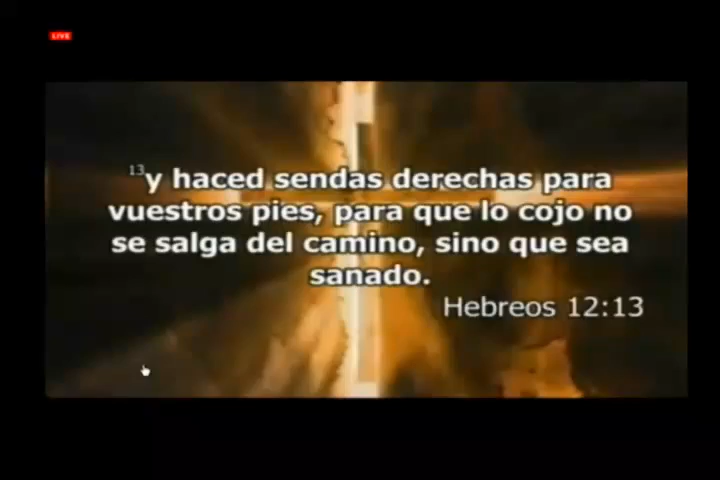 LIVE
13y haced sendas derechas para
vuestros pies, para que lo cojo no
se salga del camino, sino que sea
sanado.
Hebreos 12:13